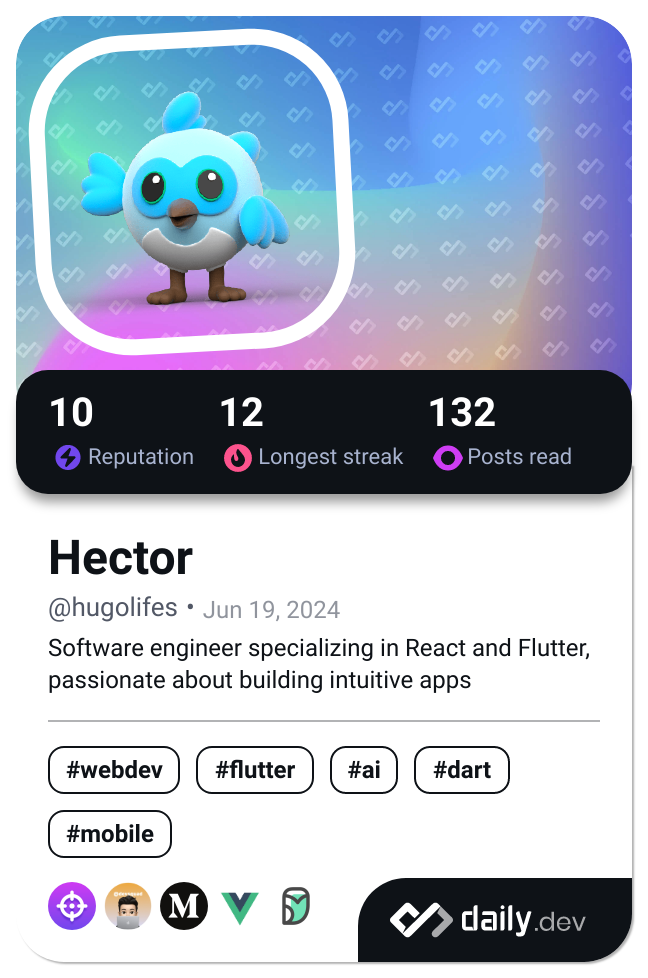 10 12 132
Reputation Longest streak Posts read
Hector
@hugolifes • Jun 19, 2024
Software engineer specializing in React and Flutter,
passionate about building intuitive apps
#webdev #flutter #ai #dart
#mobile
M
daily.dev